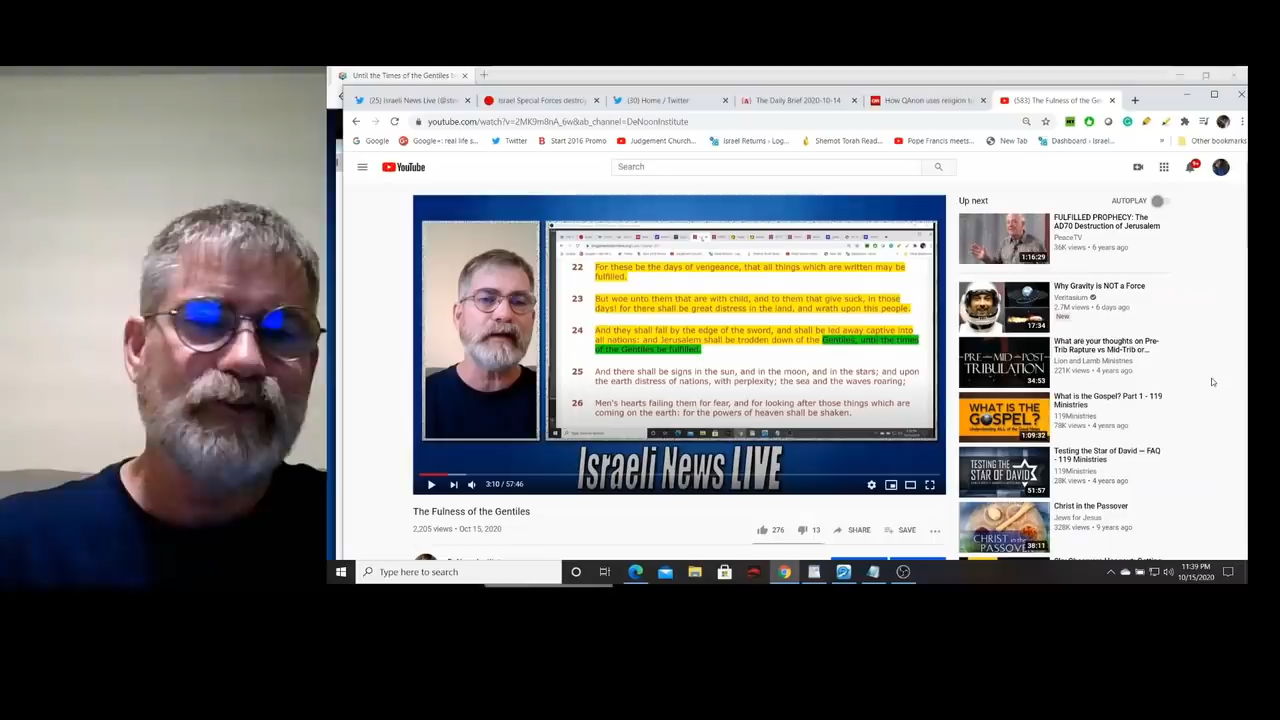 Until the Times of the Gentiles b
(25) Israeli News Live (@ste
Israel Special Forces destroy
(30) Home / Twitter
The Daily Brief 2020-10-14
How QAnon uses religion to
(583) The Fulness of the Ge
youtube.com/watch?v=2MK9m8nA_6w&ab_channel=DeNoonInstitute
Google
Google+: real life s...
Twitter
Start 2016 Promo
Judgement Church...
Israel Returns › Log...
Shemot Torah Read...
Pope Francis meets...
New Tab
Dashboard ‹ Israel...
»
Other bookmarks
YouTube
Search
9+
Up next
AUTOPLAY
22 For these be the days of vengeance, that all things which are written may be
fulfilled.
23 But woe unto them that are with child, and to them that give suck, in those
days! for there shall be great distress in the land, and wrath upon this people.
24 And they shall fall by the edge of the sword, and shall be led away captive into
all nations: and Jerusalem shall be trodden down of the Gentiles, until the times
of the Gentiles be fulfilled.
25 And there shall be signs in the sun, and in the moon, and in the stars; and upon
the earth distress of nations, with perplexity; the sea and the waves roaring;
26 Men's hearts failing them for fear, and for looking after those things which are
coming on the earth: for the powers of heaven shall be shaken.
Israeli News LIVE
3:10 / 57:46
The Fulness of the Gentiles
2,205 views • Oct 15, 2020
276
13
SHARE
SAVE
...
FULFILLED PROPHECY: The
AD70 Destruction of Jerusalem
PeaceTV
36K views • 6 years ago
1:16:29
Why Gravity is NOT a Force
Veritasium
2.7M views • 6 days ago
New
17:34
What are your thoughts on Pre-
Trib Rapture vs Mid-Trib or...
Lion and Lamb Ministries
221K views • 4 years ago
PRE-MID-POST-
TRIBULATION
34:53
What is the Gospel? Part 1 - 119
Ministries
119Ministries
78K views • 4 years ago
WHAT IS THE
GOSPEL?
1:09:32
Testing the Star of David — FAQ
- 119 Ministries
119Ministries
28K views • 4 years ago
TESTING THE
STAR OF DAVID
51:57
Christ in the Passover
Jews for Jesus
328K views • 9 years ago
CHRIST in the
PASSOVER
38:11
Type here to search
11:39 PM
10/15/2020